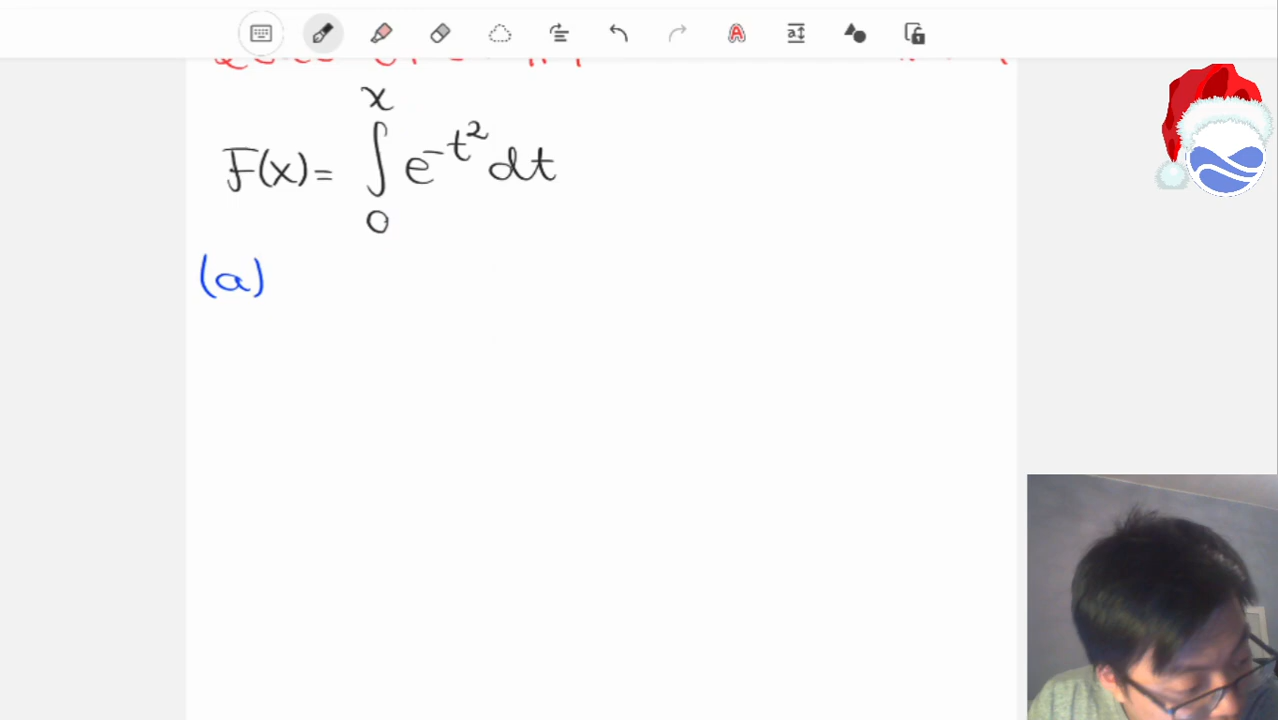 F(x) = ∫₀ˣ e^{-t²} dt
(a)